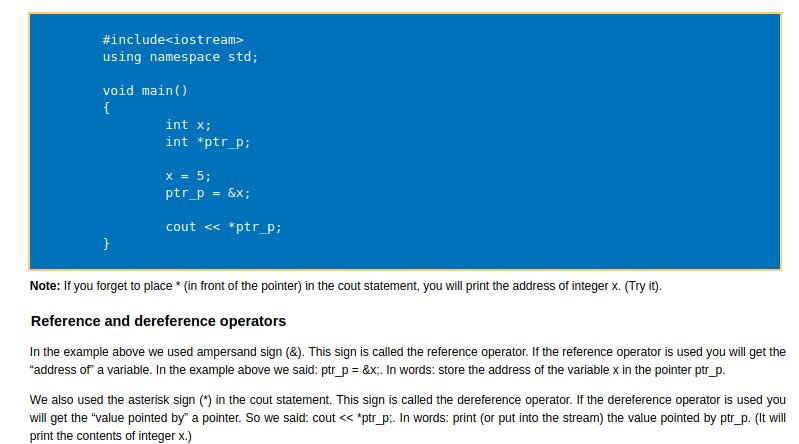 #include<iostream>
using namespace std;
void main()
{
int x;
int *ptr_p;
x = 5;
ptr_p = &x;
cout << *ptr_p;
}
Note: If you forget to place * (in front of the pointer) in the cout statement, you will print the address of integer x. (Try it).
Reference and dereference operators
In the example above we used ampersand sign (&). This sign is called the reference operator. If the reference operator is used you will get the
“address of” a variable. In the example above we said: ptr_p = &x;. In words: store the address of the variable x in the pointer ptr_p.
We also used the asterisk sign (*) in the cout statement. This sign is called the dereference operator. If the dereference operator is used you
will get the “value pointed by” a pointer. So we said: cout << *ptr_p;. In words: print (or put into the stream) the value pointed by ptr_p. (It will
print the contents of integer x.)